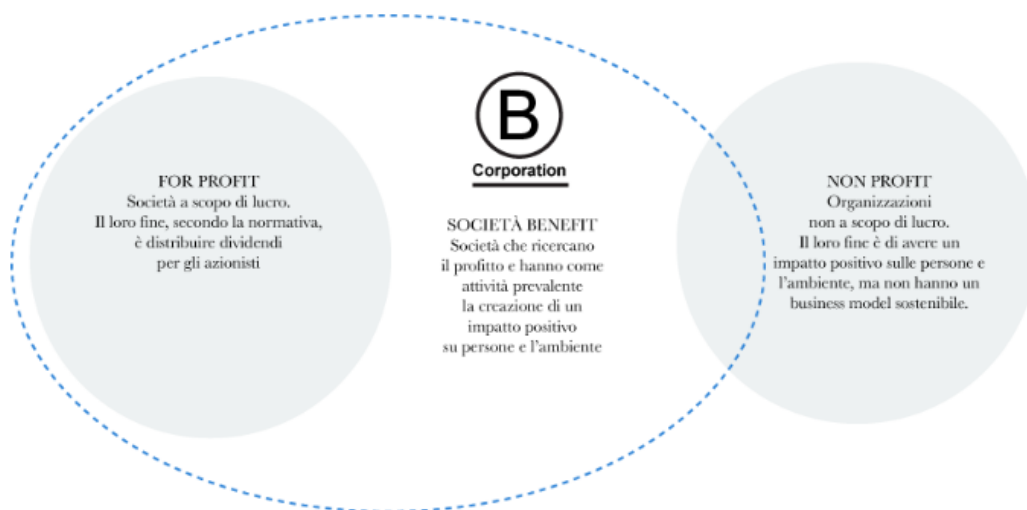 FOR PROFIT
Società a scopo di lucro.
Il loro fine, secondo la normativa,
è distribuire dividendi
per gli azionisti
B
Corporation
SOCIETÀ BENEFIT
Società che ricercano
il profitto e hanno come
attività prevalente
la creazione di un
impatto positivo
su persone e l'ambiente
NON PROFIT
Organizzazioni
non a scopo di lucro.
Il loro fine è di avere un
impatto positivo sulle persone e
l'ambiente, ma non hanno un
business model sostenibile.